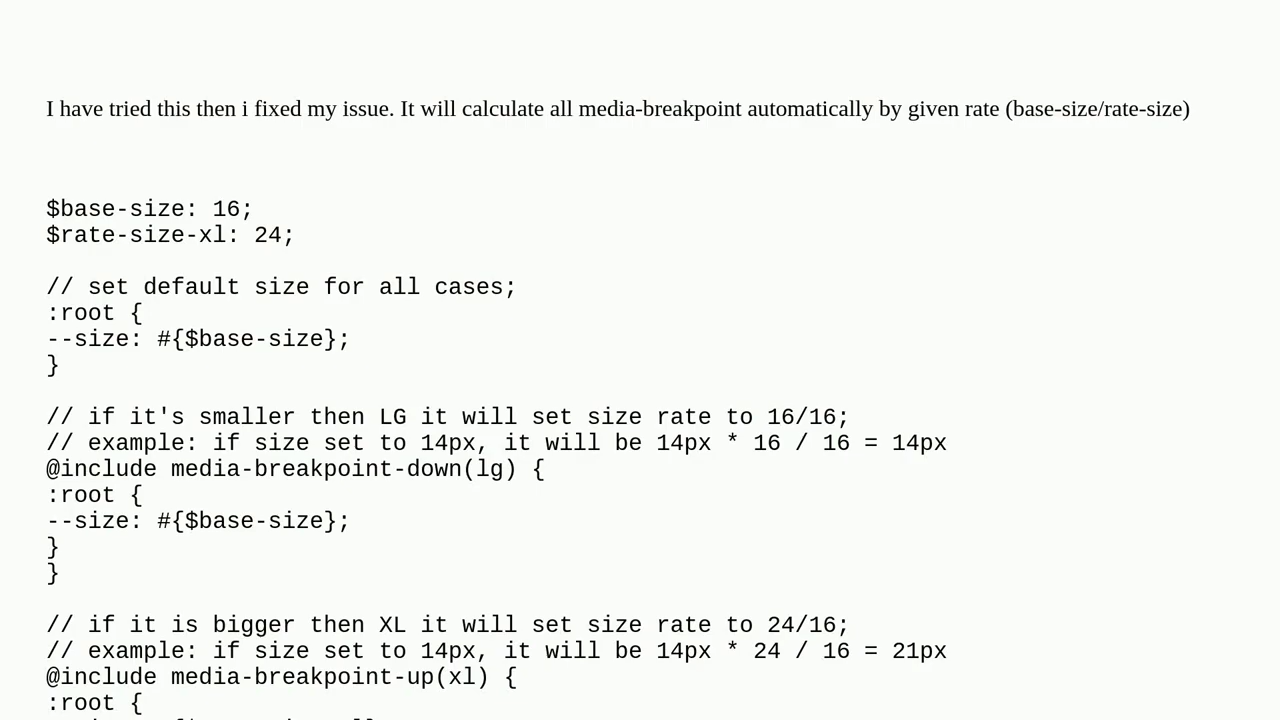 I have tried this then i fixed my issue. It will calculate all media-breakpoint automatically by given rate (base-size/rate-size)
$base-size: 16;
$rate-size-xl: 24;
// set default size for all cases;
:root {
--size: #{$base-size};
}
// if it's smaller then LG it will set size rate to 16/16;
// example: if size set to 14px, it will be 14px * 16 / 16 = 14px
@include media-breakpoint-down(lg) {
:root {
--size: #{$base-size};
}
}
// if it is bigger then XL it will set size rate to 24/16;
// example: if size set to 14px, it will be 14px * 24 / 16 = 21px
@include media-breakpoint-up(xl) {
:root {